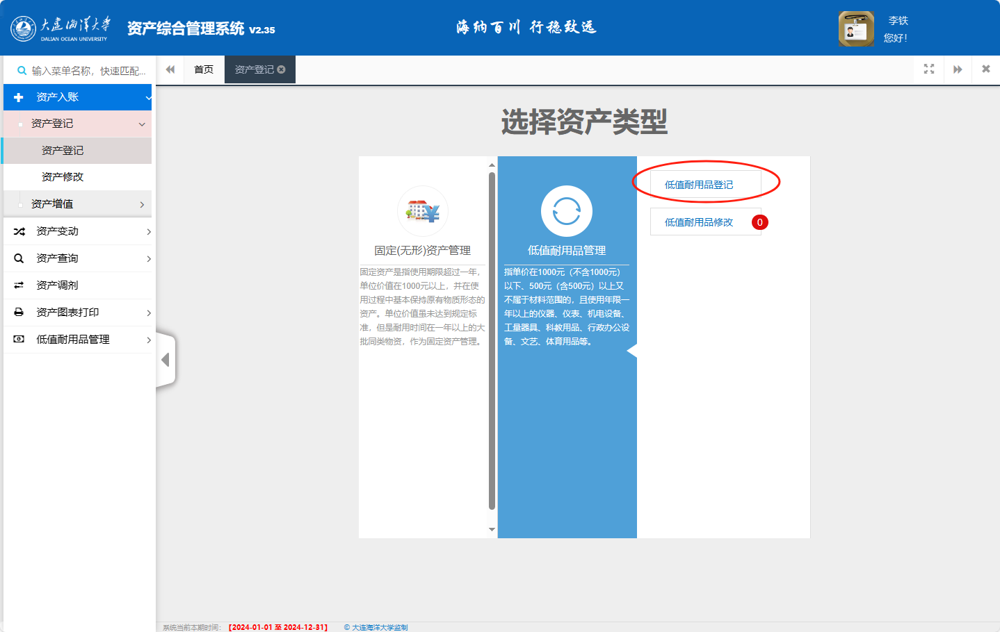 大连海洋大学
DALIAN OCEAN UNIVERSITY
资产综合管理系统 V2.35
海纳百川 行稳致远
李铁
您好！
输入菜单名称，快速匹配...
首页
资产登记
资产入账
资产登记
资产登记
资产修改
资产增值
资产变动
资产查询
资产调剂
资产图表打印
低值耐用品管理
选择资产类型
固定(无形)资产管理
固定资产是指使用期限超过一年，
单位价值在1000元以上，并在使
用过程中基本保持原有物质形态的
资产。单位价值虽未达到规定标
准，但是耐用时间在一年以上的大
批同类物资，作为固定资产管理。
低值耐用品管理
指单价在1000元（不含1000元）
以下、500元（含500元）以上又
不属于材料范围的，且使用年限一
年以上的仪器、仪表、机电设备、
工量器具、科教用品、行政办公设
备、文艺、体育用品等。
低值耐用品登记
低值耐用品修改
0
系统当前本期时间：【2024-01-01 至 2024-12-31】 © 大连海洋大学监制